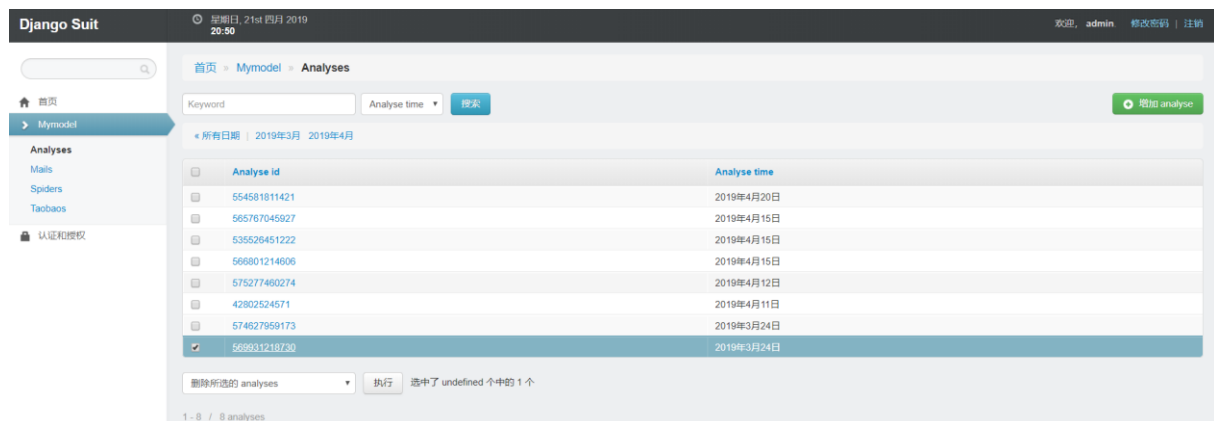 Django Suit
星期日, 21st 四月 2019
20:50
欢迎, admin. 修改密码 | 注销
首页 » Mymodel » Analyses
首页
Mymodel
Analyses
Mails
Spiders
Taobaos
认证和授权
Keyword Analyse time 搜索 增加 analyse
« 所有日期 | 2019年3月 2019年4月
Analyse id Analyse time
554581811421 2019年4月20日
565767045927 2019年4月15日
535526451222 2019年4月15日
566801214606 2019年4月15日
575277460274 2019年4月12日
42802524571 2019年4月11日
574627959173 2019年3月24日
569931218730 2019年3月24日
删除所选的 analyses 执行 选中了 undefined 个中的 1 个
1 - 8 / 8 analyses